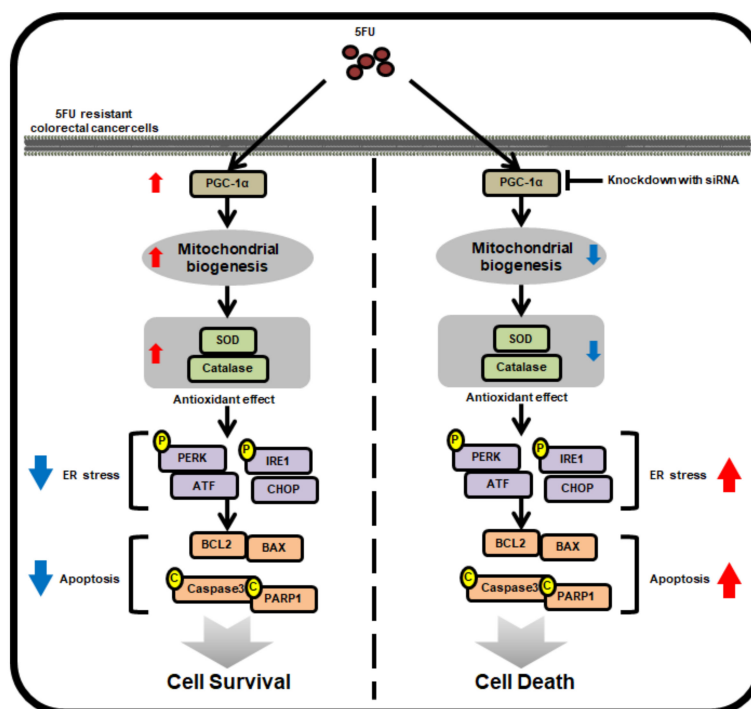 5FU
5FU resistant
colorectal cancer cells
PGC-1α
Mitochondrial
biogenesis
SOD
Catalase
Antioxidant effect
P
PERK
P
IRE1
ATF
CHOP
ER stress
BCL2
BAX
Apoptosis
C
Caspase3
C
PARP1
Cell Survival
PGC-1α
Knockdown with siRNA
Mitochondrial
biogenesis
SOD
Catalase
Antioxidant effect
P
PERK
P
IRE1
ATF
CHOP
ER stress
BCL2
BAX
Apoptosis
C
Caspase3
C
PARP1
Cell Death